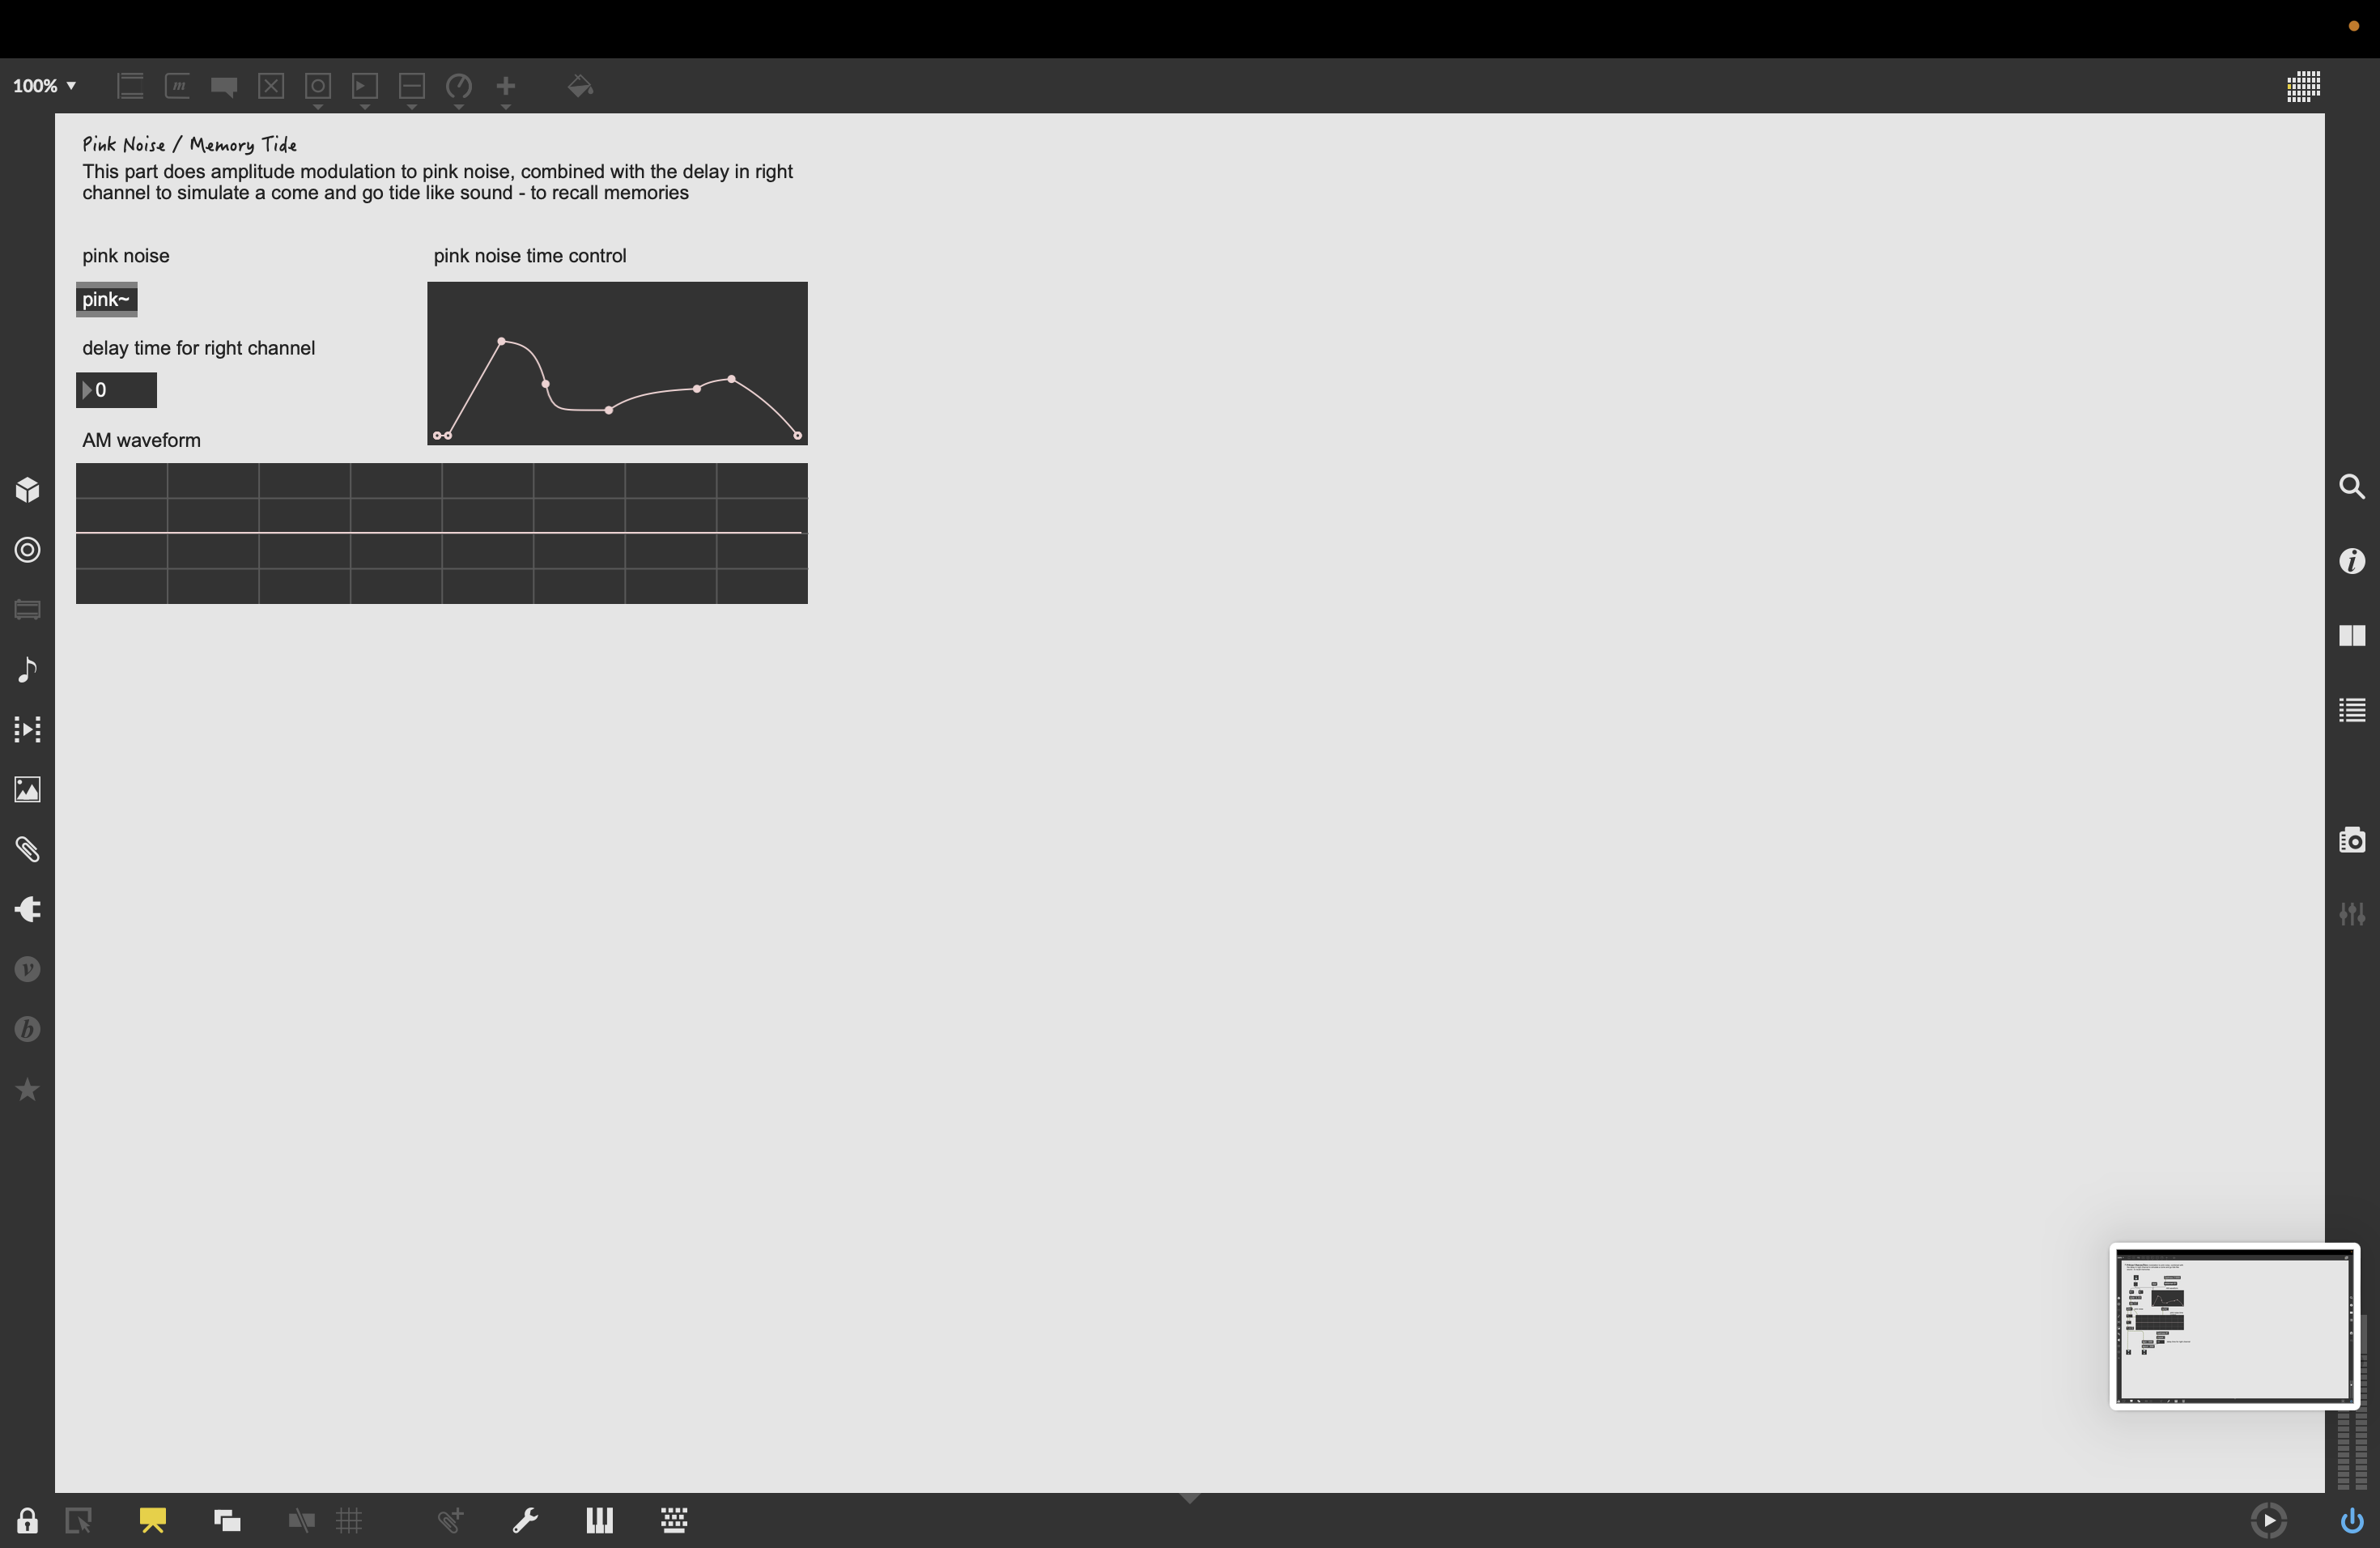 100%
Pink Noise / Memory Tide
This part does amplitude modulation to pink noise, combined with the delay in right
channel to simulate a come and go tide like sound - to recall memories
pink noise
pink noise time control
pink~
delay time for right channel
0
AM waveform